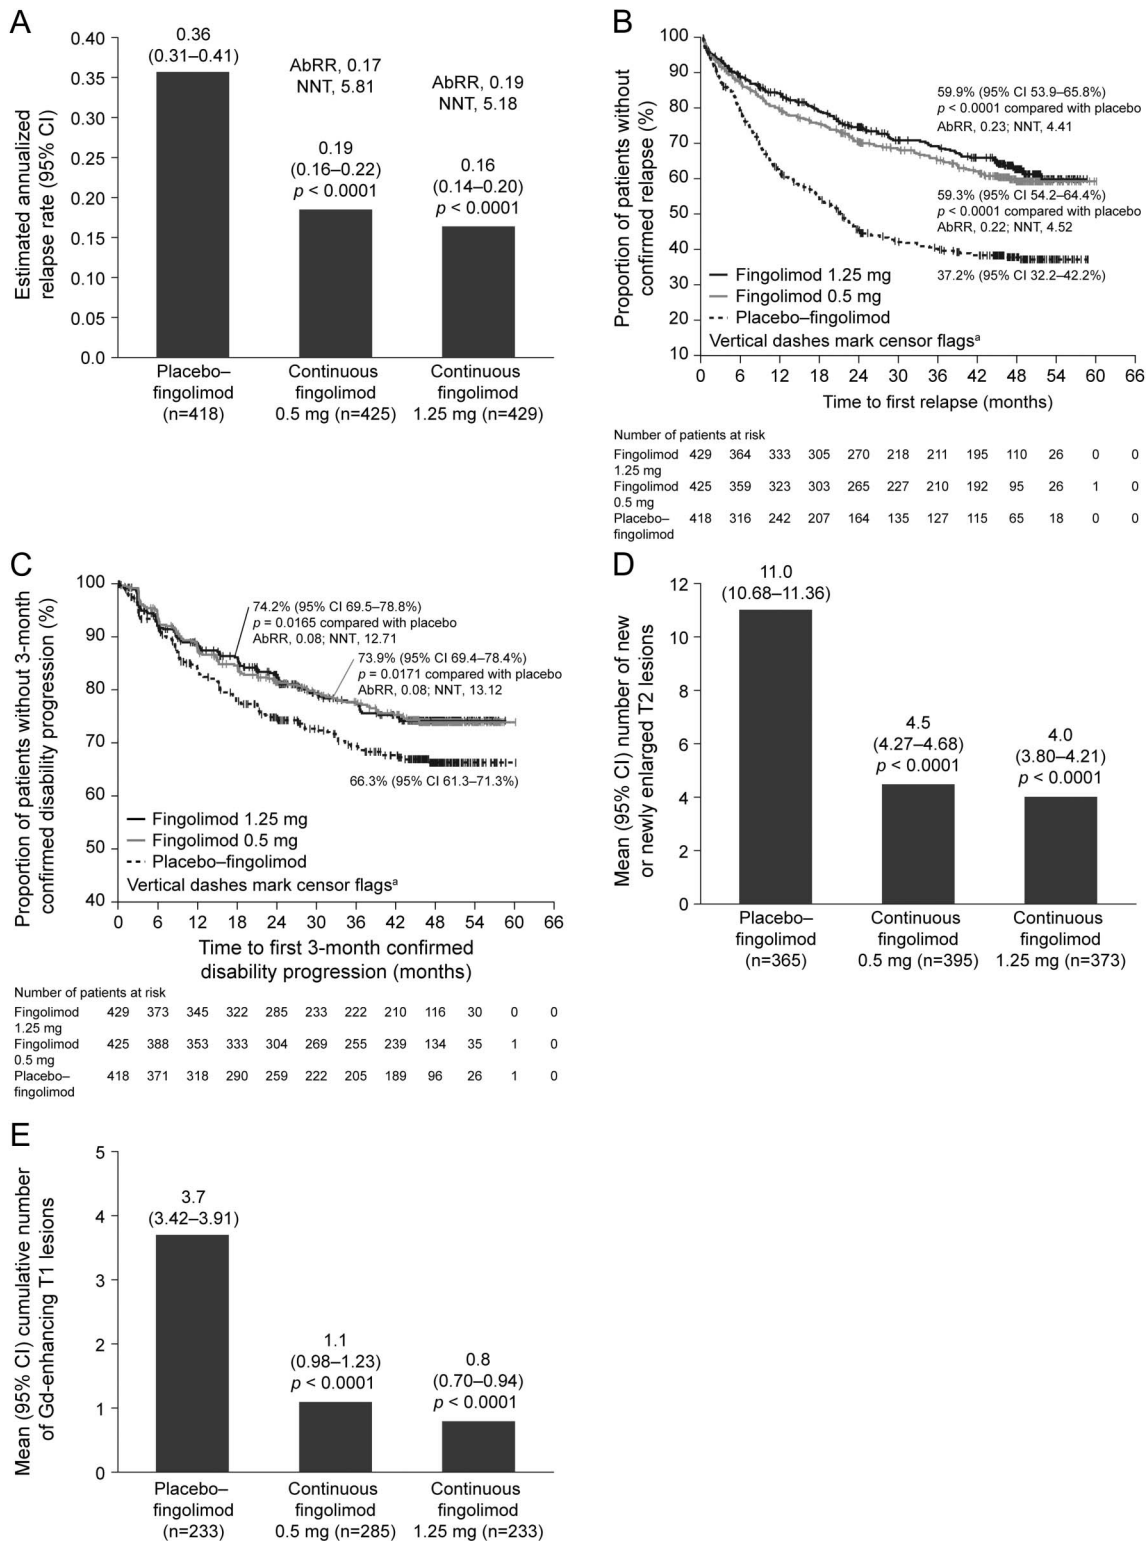 A
0.40
0.35
0.30
0.25
0.20
0.15
0.10
0.05
0.0
Estimated annualized
relapse rate (95% CI)
0.36
(0.31–0.41)
AbRR, 0.17
NNT, 5.81
0.19
(0.16–0.22)
p < 0.0001
AbRR, 0.19
NNT, 5.18
0.16
(0.14–0.20)
p < 0.0001
Placebo–
fingolimod
(n=418)
Continuous
fingolimod
0.5 mg (n=425)
Continuous
fingolimod
1.25 mg (n=429)
B
Proportion of patients without
confirmed relapse (%)
100
90
80
70
60
50
40
30
20
10
59.9% (95% CI 53.9–65.8%)
p < 0.0001 compared with placebo
AbRR, 0.23; NNT, 4.41
59.3% (95% CI 54.2–64.4%)
p < 0.0001 compared with placebo
AbRR, 0.22; NNT, 4.52
37.2% (95% CI 32.2–42.2%)
Fingolimod 1.25 mg
Fingolimod 0.5 mg
Placebo–fingolimod
Vertical dashes mark censor flagsᵃ
0 6 12 18 24 30 36 42 48 54 60 66
Time to first relapse (months)
Number of patients at risk
Fingolimod 429 364 333 305 270 218 211 195 110 26 0 0
1.25 mg
Fingolimod 425 359 323 303 265 227 210 192 95 26 1 0
0.5 mg
Placebo– 418 316 242 207 164 135 127 115 65 18 0 0
fingolimod
C
Proportion of patients without 3-month
confirmed disability progression (%)
100
90
80
70
60
50
40
74.2% (95% CI 69.5–78.8%)
p = 0.0165 compared with placebo
AbRR, 0.08; NNT, 12.71
73.9% (95% CI 69.4–78.4%)
p = 0.0171 compared with placebo
AbRR, 0.08; NNT, 13.12
66.3% (95% CI 61.3–71.3%)
Fingolimod 1.25 mg
Fingolimod 0.5 mg
Placebo–fingolimod
Vertical dashes mark censor flagsᵃ
0 6 12 18 24 30 36 42 48 54 60 66
Time to first 3-month confirmed
disability progression (months)
Number of patients at risk
Fingolimod 429 373 345 322 285 233 222 210 116 30 0 0
1.25 mg
Fingolimod 425 388 353 333 304 269 255 239 134 35 1 0
0.5 mg
Placebo– 418 371 318 290 259 222 205 189 96 26 1 0
fingolimod
D
Mean (95% CI) number of new
or newly enlarged T2 lesions
12
10
8
6
4
2
0
11.0
(10.68–11.36)
4.5
(4.27–4.68)
p < 0.0001
4.0
(3.80–4.21)
p < 0.0001
Placebo–
fingolimod
(n=365)
Continuous
fingolimod
0.5 mg (n=395)
Continuous
fingolimod
1.25 mg (n=373)
E
Mean (95% CI) cumulative number
of Gd-enhancing T1 lesions
5
4
3
2
1
0
3.7
(3.42–3.91)
1.1
(0.98–1.23)
p < 0.0001
0.8
(0.70–0.94)
p < 0.0001
Placebo–
fingolimod
(n=233)
Continuous
fingolimod
0.5 mg (n=285)
Continuous
fingolimod
1.25 mg (n=233)